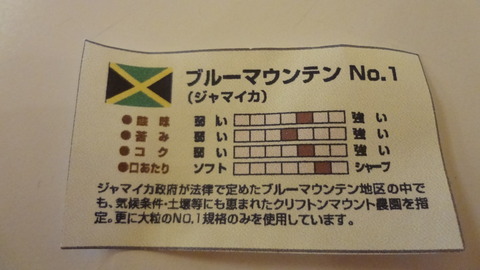 ブルーマウンテン No.1
（ジャマイカ）
●酸味 弱い 強い
●苦み 弱い 強い
●コク 弱い 強い
●口あたり ソフト シャープ
ジャマイカ政府が法律で定めたブルーマウンテン地区の中で
も、気候条件・土壌等にも恵まれたクリフトンマウント農園を指
定。更に大粒のNO,1規格のみを使用しています。